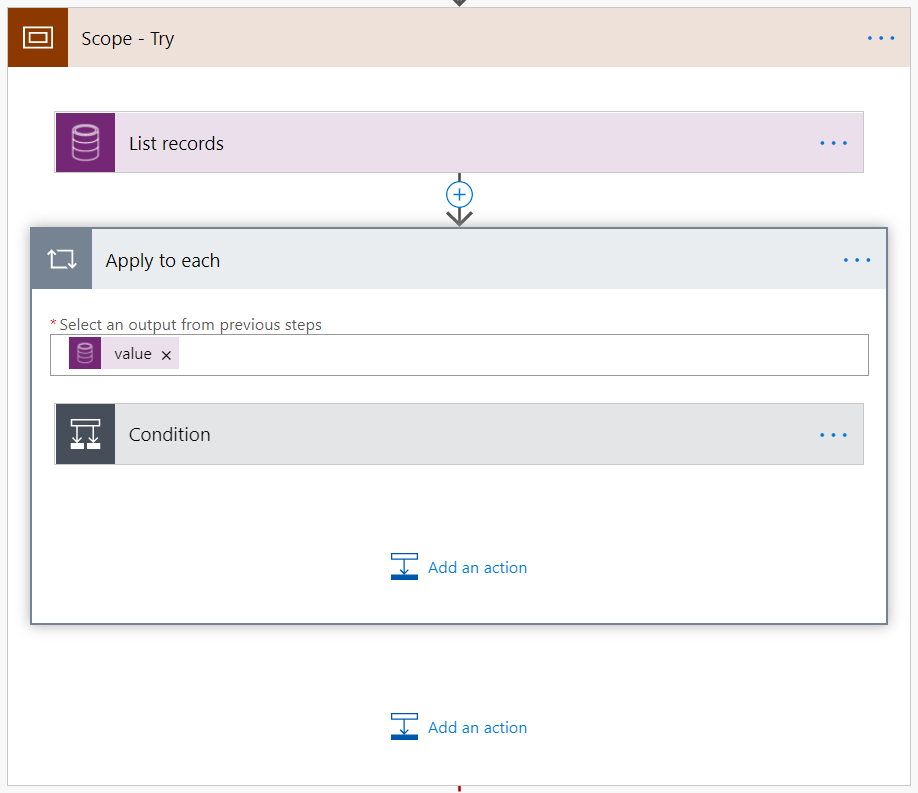 Scope - Try
List records
Apply to each
* Select an output from previous steps
value
Condition
Add an action
Add an action